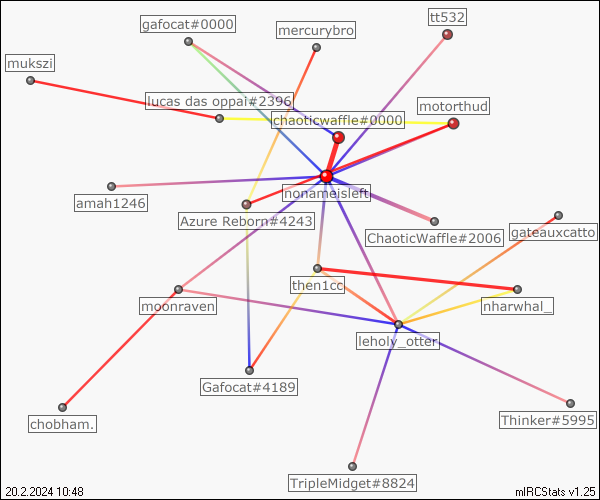 gafocat#0000
mercurybro
tt532
mukszi
lucas das oppai#2396
motorthud
chaoticwaffle#0000
nonameisleft
amah1246
Azure Reborn#4243
ChaoticWaffle#2006
gateauxcatto
then1cc
moonraven
nharwhal_
leholy_otter
Gafocat#4189
chobham.
Thinker#5995
TripleMidget#8824
20.2.2024 10:48
mIRCStats v1.25